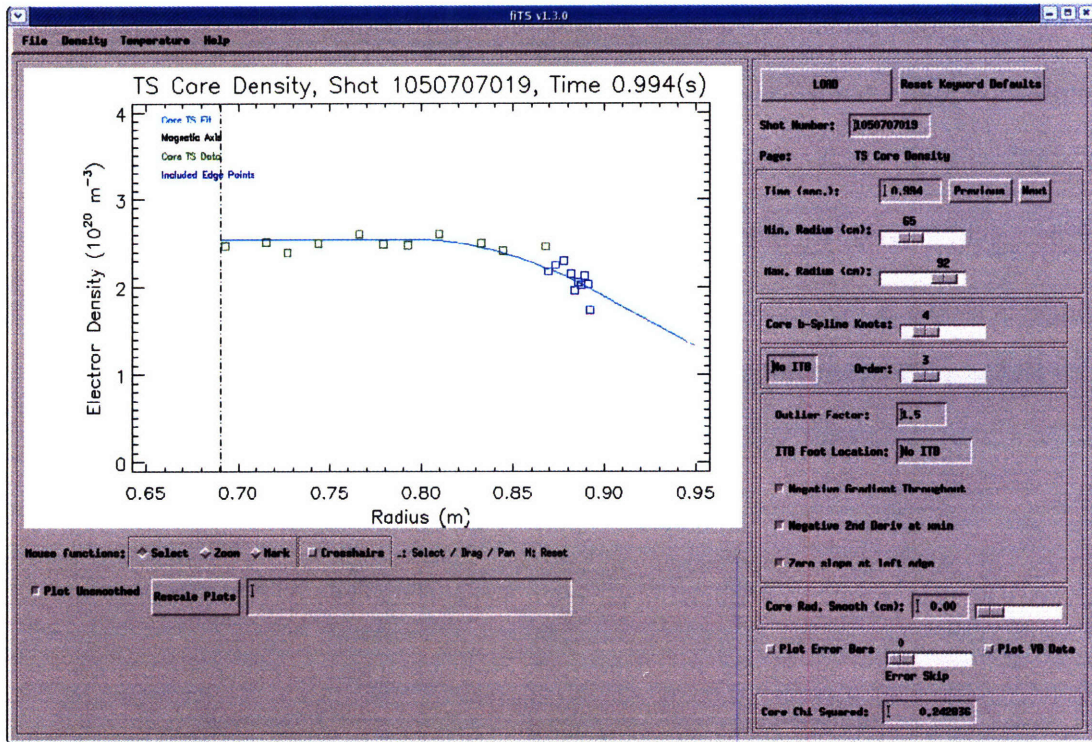 fiTS v1.3.0
File Density Temperature Help
TS Core Density, Shot 1050707019, Time 0.994(s)
Core TS Fit
Magnetic Axis
Core TS Data
Included Edge Points
4
3
2
1
0
Electron Density (10²⁰ m⁻³)
0.65 0.70 0.75 0.80 0.85 0.90 0.95
Radius (m)
Mouse functions: Select Zoom Mark Crosshairs .: Select / Drag / Pan M: Reset
Plot Unsmoothed Rescale Plots
LOAD Reset Keyword Defaults
Shot Number: 1050707019
Page: TS Core Density
Time (sec.): 0.994 Previous Next
65
Min. Radius (cm):
92
Max. Radius (cm):
4
Core b-Spline Knots:
3
No ITB Order:
Outlier Factor: 1.5
ITB Foot Location: No ITB
Negative Gradient Throughout
Negative 2nd Deriv at xmin
Zero slope at left edge
Core Rad. Smooth (cm): 0.00
0
Plot Error Bars Plot VB Data
Error Skip
Core Chi Squared: 0.242036